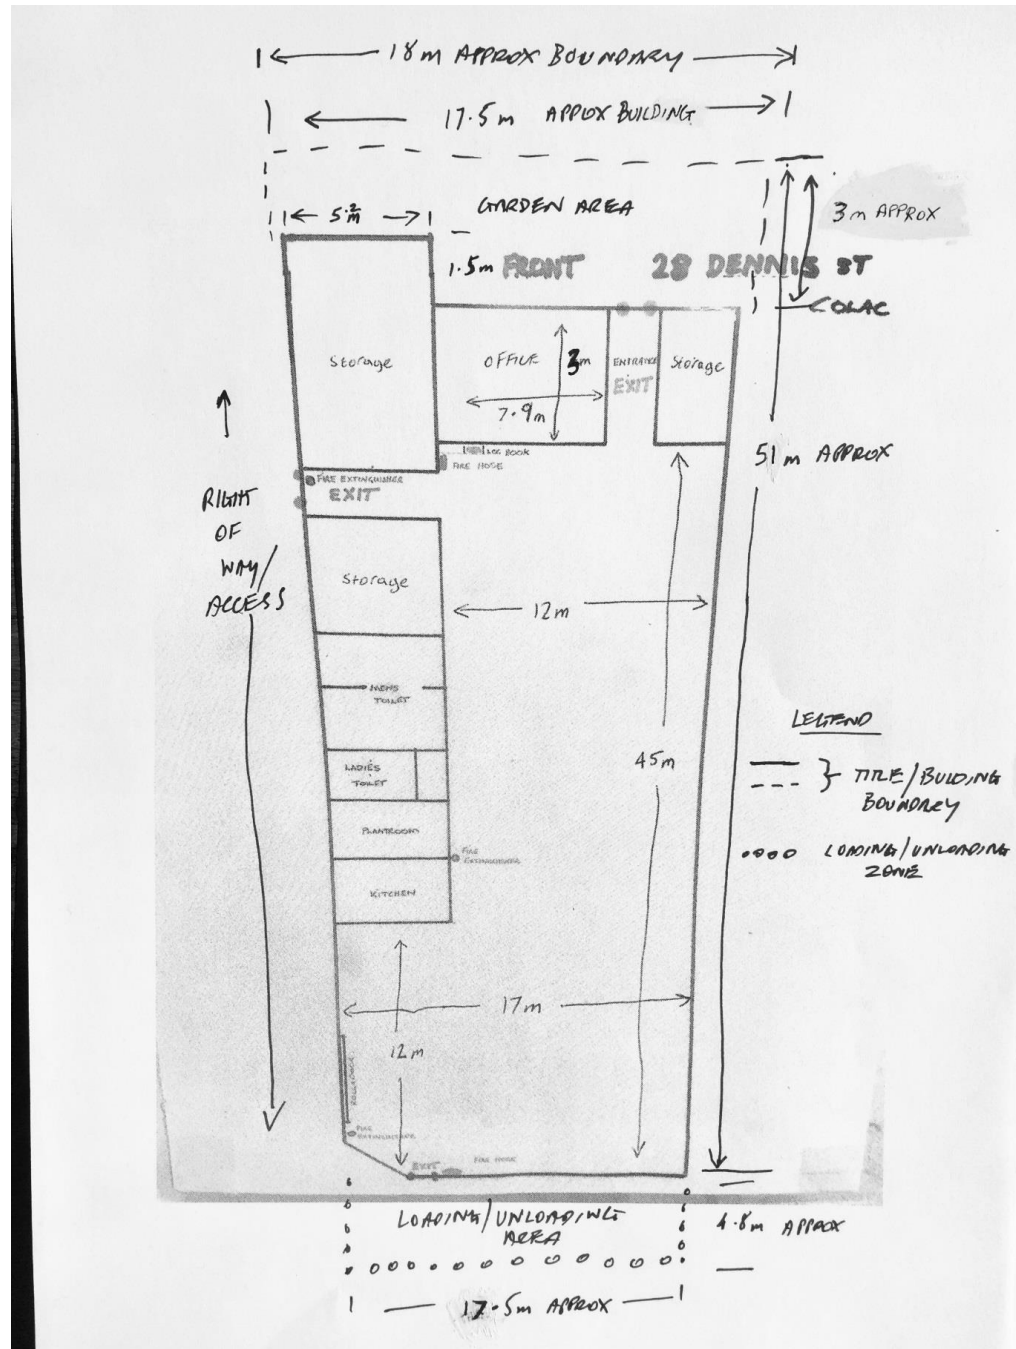 18m APPROX BOUNDARY
17.5m APPROX BUILDING
5.2m
GARDEN AREA
3m APPROX
1.5m FRONT
28 DENNIS ST
COLAC
Storage
OFFICE
3m
7.9m
ENTRANCE
EXIT
Storage
LOG BOOK
FIRE HOSE
FIRE EXTINGUISHER
EXIT
51m APPROX
RIGHT
OF
WAY/
ACCESS
Storage
12m
MENS
TOILET
LADIES
TOILET
45m
PLANTROOM
FIRE
EXTINGUISHER
KITCHEN
LEGEND
TITLE/BUILDING
BOUNDREY
LOADING/UNLOADING
ZONE
17m
12m
ROLLERDOOR
FIRE
EXTINGUISHER
EXIT
FIRE HOSE
LOADING/UNLOADING
AREA
4.8m APPROX
17.5m APPROX